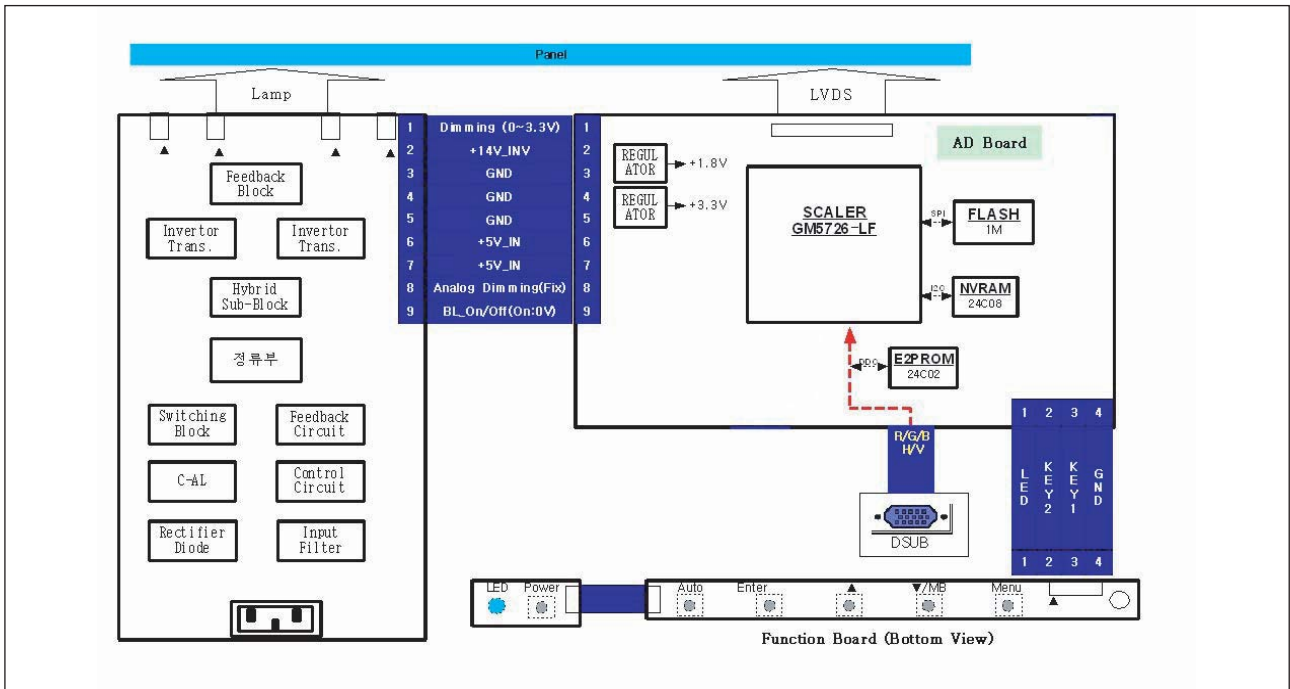 Panel
Lamp
LVDS
1 Dimming (0~3.3V) 1
2 +14V_INV 2
3 GND 3
4 GND 4
5 GND 5
6 +5V_IN 6
7 +5V_IN 7
8 Analog Dimming(Fix) 8
9 BL_On/Off(On:0V) 9
Feedback
Block
Invertor
Trans.
Invertor
Trans.
Hybrid
Sub-Block
정류부
Switching
Block
Feedback
Circuit
C-AL
Control
Circuit
Rectifier
Diode
Input
Filter
REGUL
ATOR
+1.8V
REGUL
ATOR
+3.3V
AD Board
SCALER
GM5726-LF
SPI
FLASH
1M
I2C
NVRAM
24C08
DDC
E2PROM
24C02
R/G/B
H/V
DSUB
1 2 3 4
LED
KEY2
KEY1
GND
1 2 3 4
LED
Power
Auto
Enter
▲
▼/MB
Menu
Function Board (Bottom View)